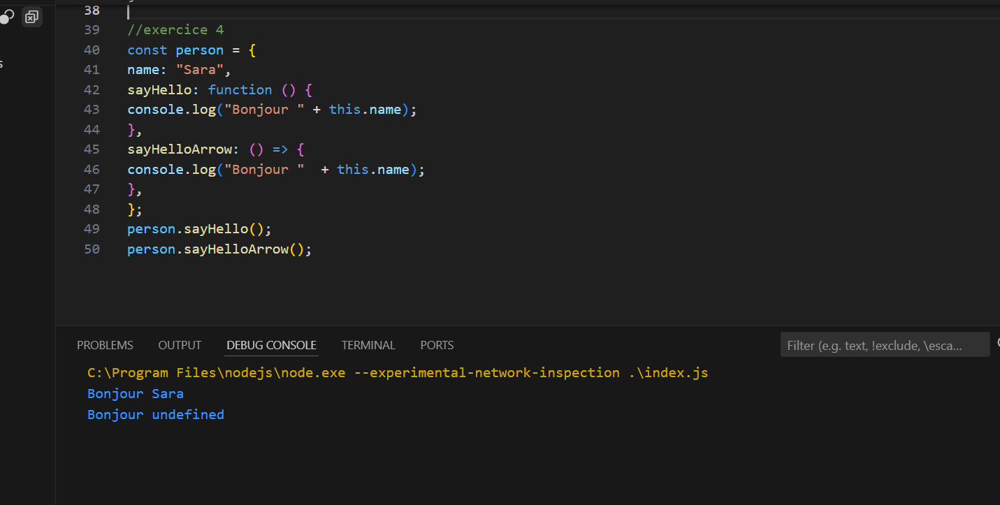 38
39 //exercice 4
40 const person = {
41 name: "Sara",
42 sayHello: function () {
43 console.log("Bonjour " + this.name);
44 },
45 sayHelloArrow: () => {
46 console.log("Bonjour "  + this.name);
47 },
48 };
49 person.sayHello();
50 person.sayHelloArrow();
PROBLEMS OUTPUT DEBUG CONSOLE TERMINAL PORTS Filter (e.g. text, !exclude, \esca...
C:\Program Files\nodejs\node.exe --experimental-network-inspection .\index.js
Bonjour Sara
Bonjour undefined